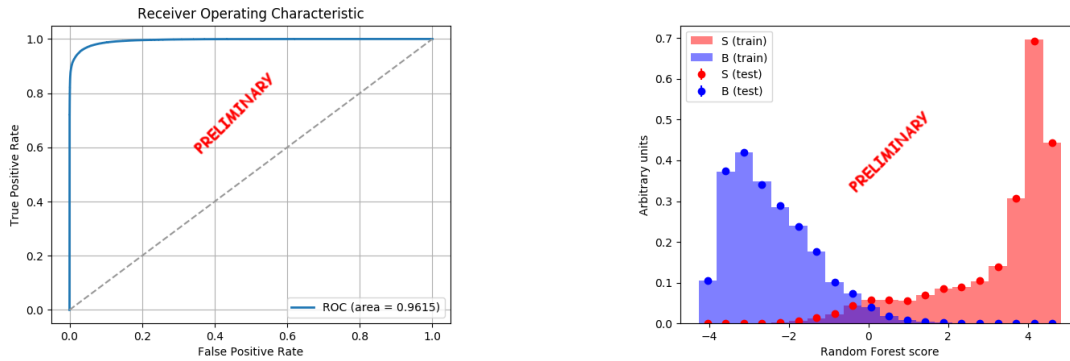 Receiver Operating Characteristic
True Positive Rate
1.0
0.8
0.6
0.4
0.2
0.0
PRELIMINARY
ROC (area = 0.9615)
0.0 0.2 0.4 0.6 0.8 1.0
False Positive Rate
Arbitrary units
0.7
0.6
0.5
0.4
0.3
0.2
0.1
0.0
S (train)
B (train)
S (test)
B (test)
PRELIMINARY
−4 −2 0 2 4
Random Forest score